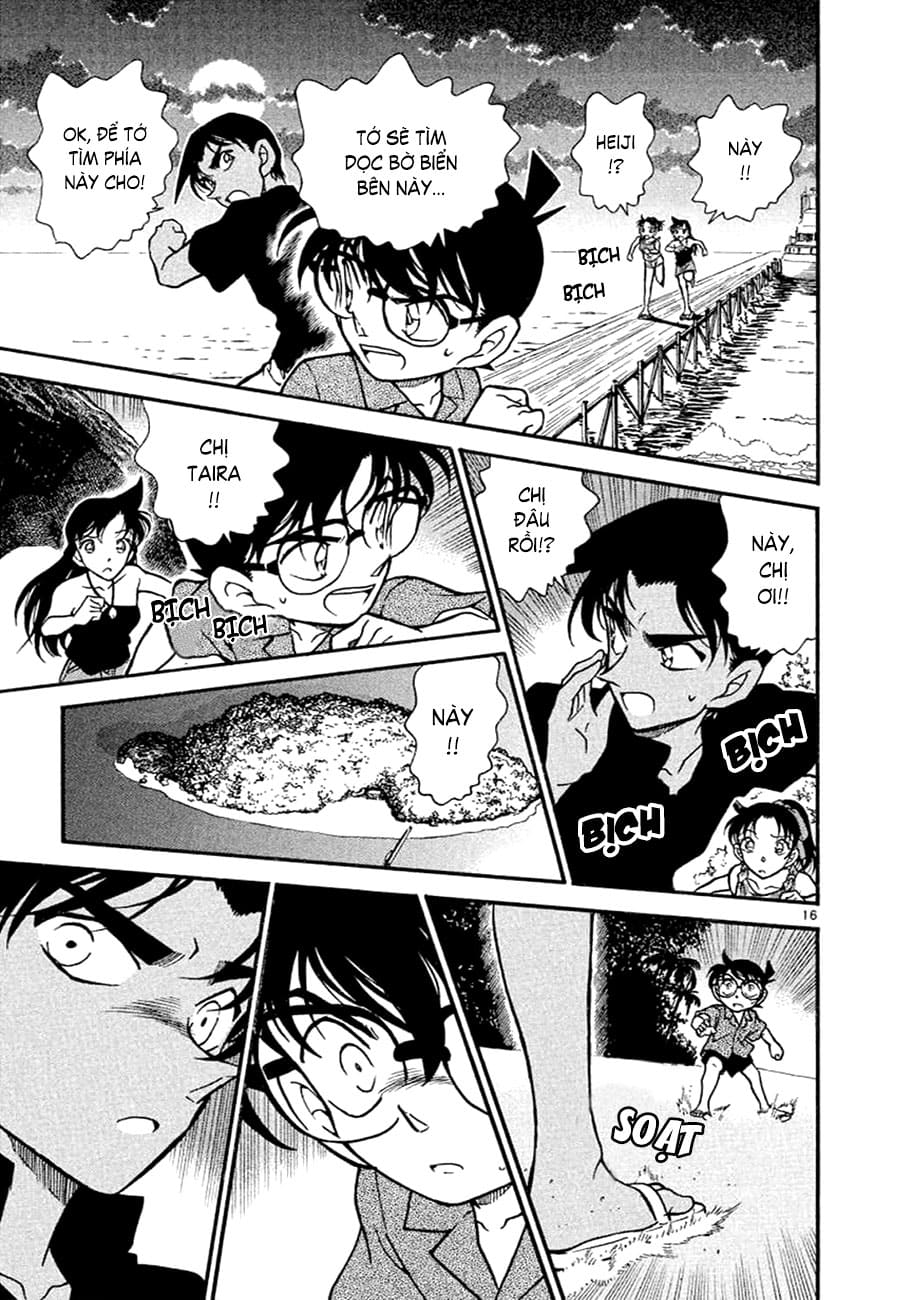 NÀY
!!
HEIJI
!?
BỊCH
BỊCH
TỚ SẼ TÌM
DỌC BỜ BIỂN
BÊN NÀY...
OK, ĐỂ TỚ
TÌM PHÍA
NÀY CHO!
NÀY,
CHỊ
ƠI!!
CHỊ
ĐÂU
RỒI!?
BỊCH
BỊCH
CHỊ
TAIRA
!!
BỊCH
BỊCH
NÀY
!!
16
SOẠT